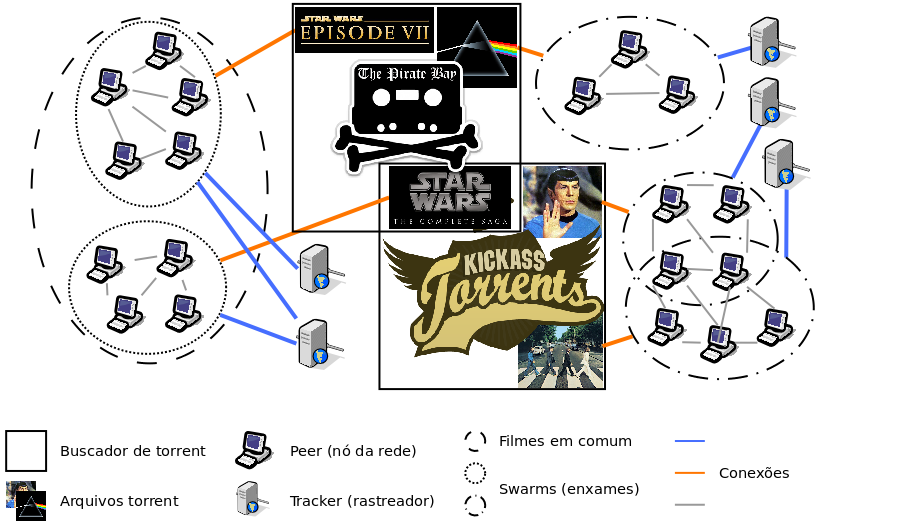 STAR WARS
EPISODE VII
The Pirate Bay
STAR
WARS
THE COMPLETE SAGA
KICKASS
Torrents
Buscador de torrent
Peer (nó da rede)
Filmes em comum
Swarms (enxames)
Conexões
Arquivos torrent
Tracker (rastreador)